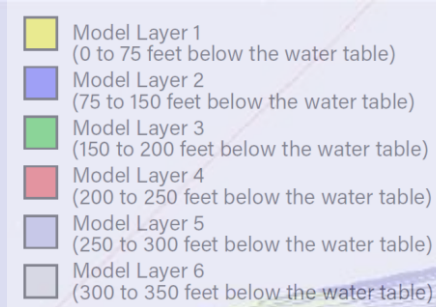 Model Layer 1
(0 to 75 feet below the water table)
Model Layer 2
(75 to 150 feet below the water table)
Model Layer 3
(150 to 200 feet below the water table)
Model Layer 4
(200 to 250 feet below the water table)
Model Layer 5
(250 to 300 feet below the water table)
Model Layer 6
(300 to 350 feet below the water table)